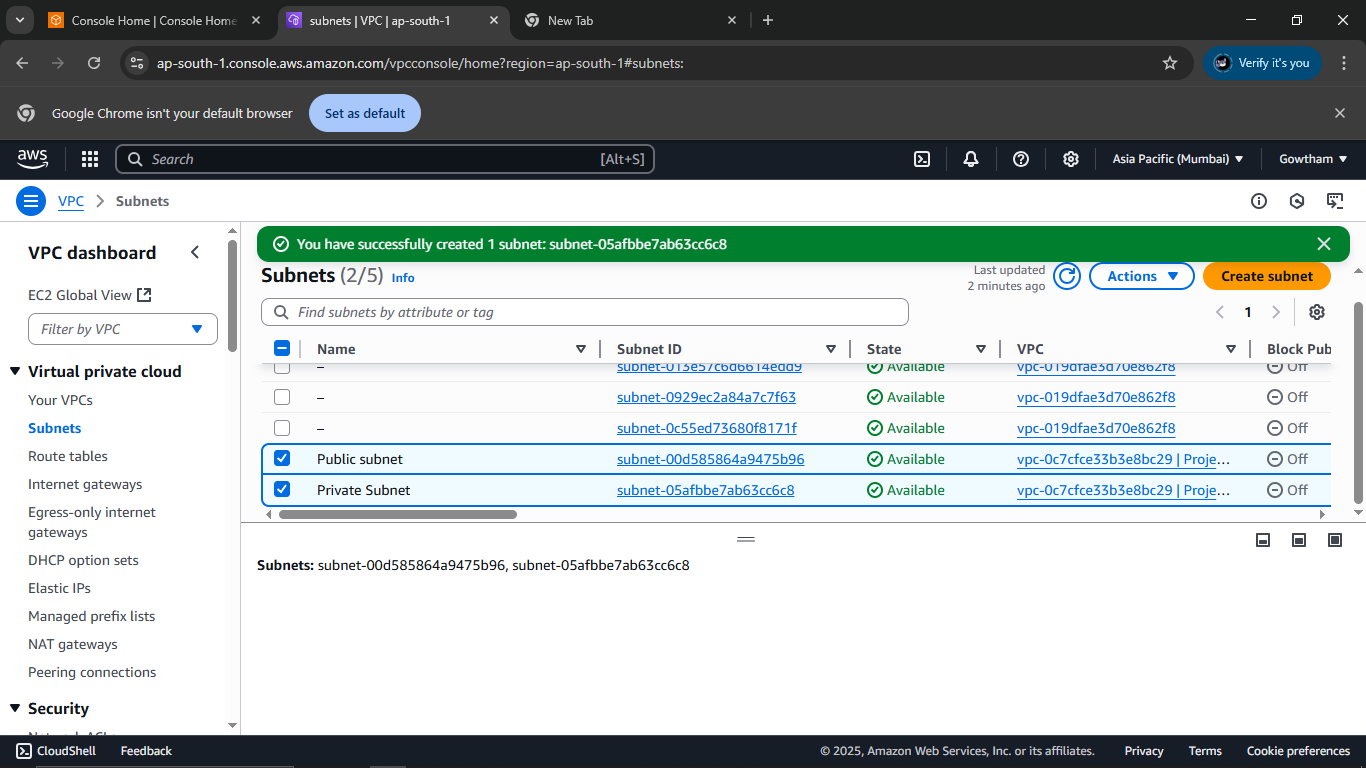 Console Home | Console Home
subnets | VPC | ap-south-1
New Tab
ap-south-1.console.aws.amazon.com/vpcconsole/home?region=ap-south-1#subnets:
Verify it's you
Google Chrome isn't your default browser
Set as default
aws
Search
[Alt+S]
Asia Pacific (Mumbai)
Gowtham
VPC
Subnets
VPC dashboard
EC2 Global View
Filter by VPC
Virtual private cloud
Your VPCs
Subnets
Route tables
Internet gateways
Egress-only internet
gateways
DHCP option sets
Elastic IPs
Managed prefix lists
NAT gateways
Peering connections
Security
You have successfully created 1 subnet: subnet-05afbbe7ab63cc6c8
Subnets (2/5) Info
Last updated
2 minutes ago
Actions
Create subnet
Find subnets by attribute or tag
1
Name Subnet ID State VPC Block Pub
– subnet-013e57c6d6614edd9 Available vpc-019dfae3d70e862f8 Off
– subnet-0929ec2a84a7c7f63 Available vpc-019dfae3d70e862f8 Off
– subnet-0c55ed73680f8171f Available vpc-019dfae3d70e862f8 Off
Public subnet subnet-00d585864a9475b96 Available vpc-0c7cfce33b3e8bc29 | Proje... Off
Private Subnet subnet-05afbbe7ab63cc6c8 Available vpc-0c7cfce33b3e8bc29 | Proje... Off
Subnets: subnet-00d585864a9475b96, subnet-05afbbe7ab63cc6c8
CloudShell
Feedback
© 2025, Amazon Web Services, Inc. or its affiliates.
Privacy
Terms
Cookie preferences